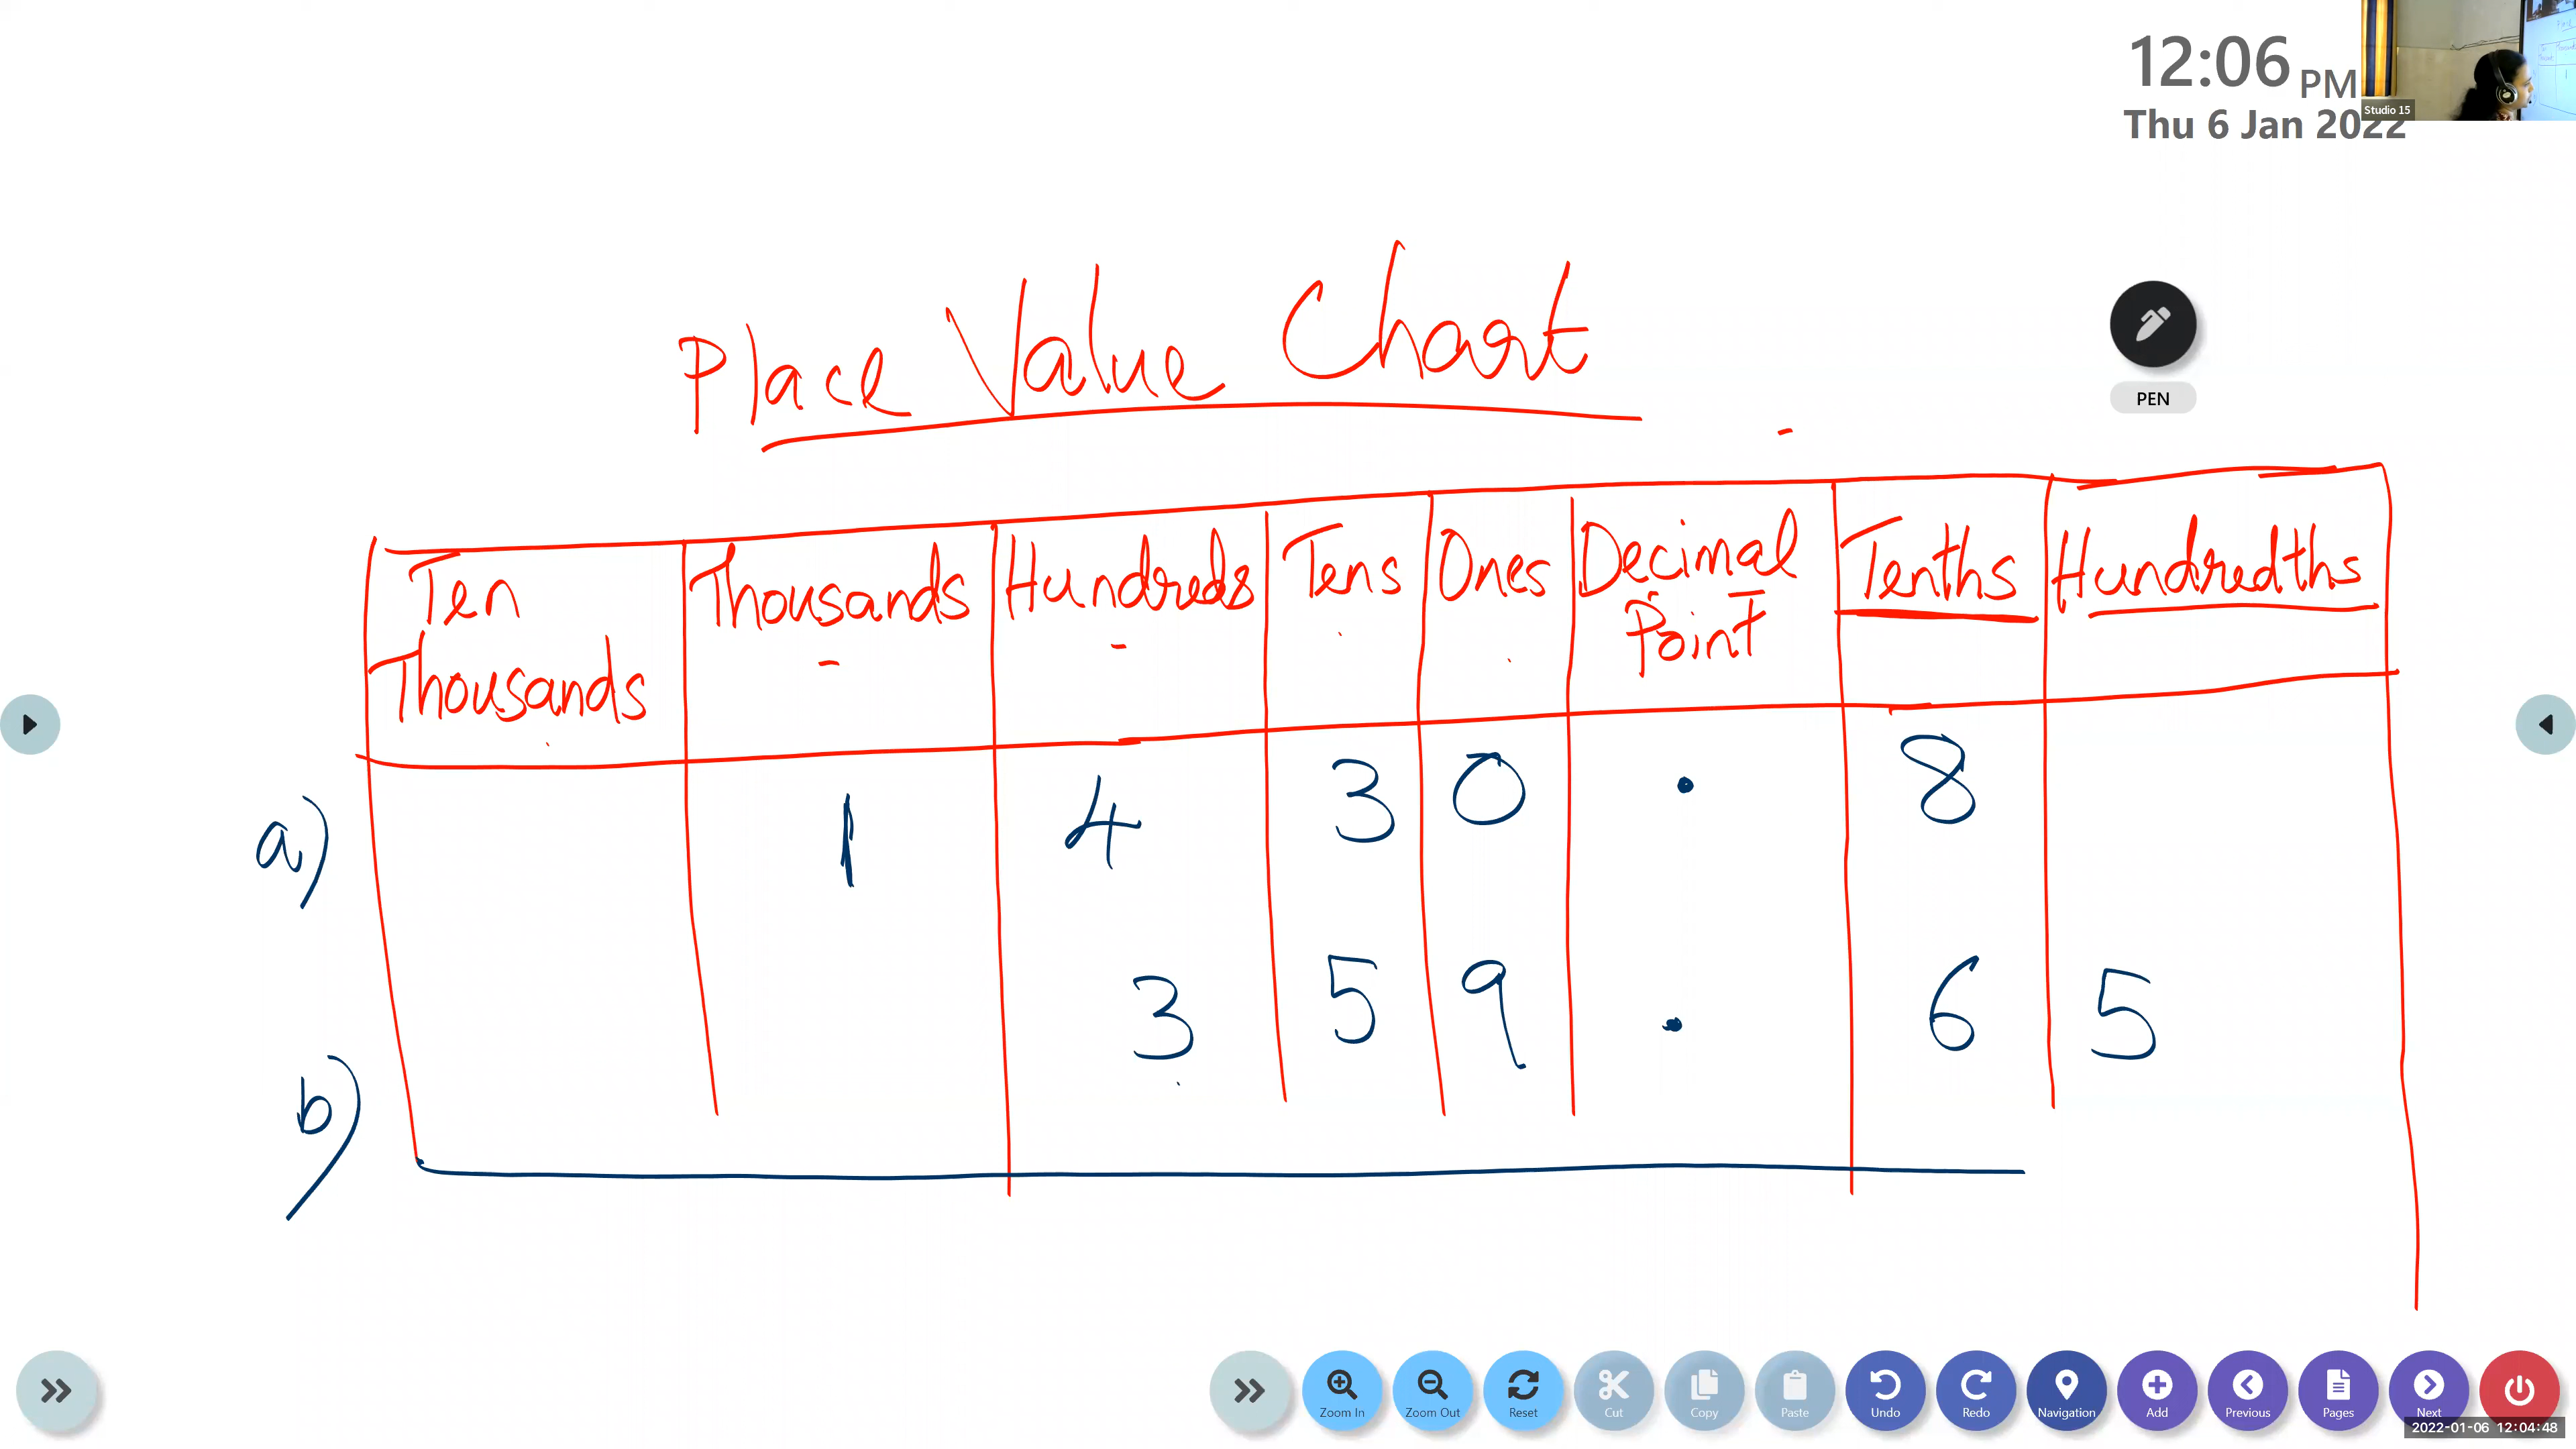 12:06 PM
Thu 6 Jan 2022
Studio 15
Place Value Chart
PEN
Ten Thousands Thousands Hundreds Tens Ones Decimal Point Tenths Hundredths
a) 1 4 3 0 . 8
b) 3 5 9 . 6 5
Zoom In Zoom Out Reset Cut Copy Paste Undo Redo Navigation Add Previous Pages Next
2022-01-06 12:04:48